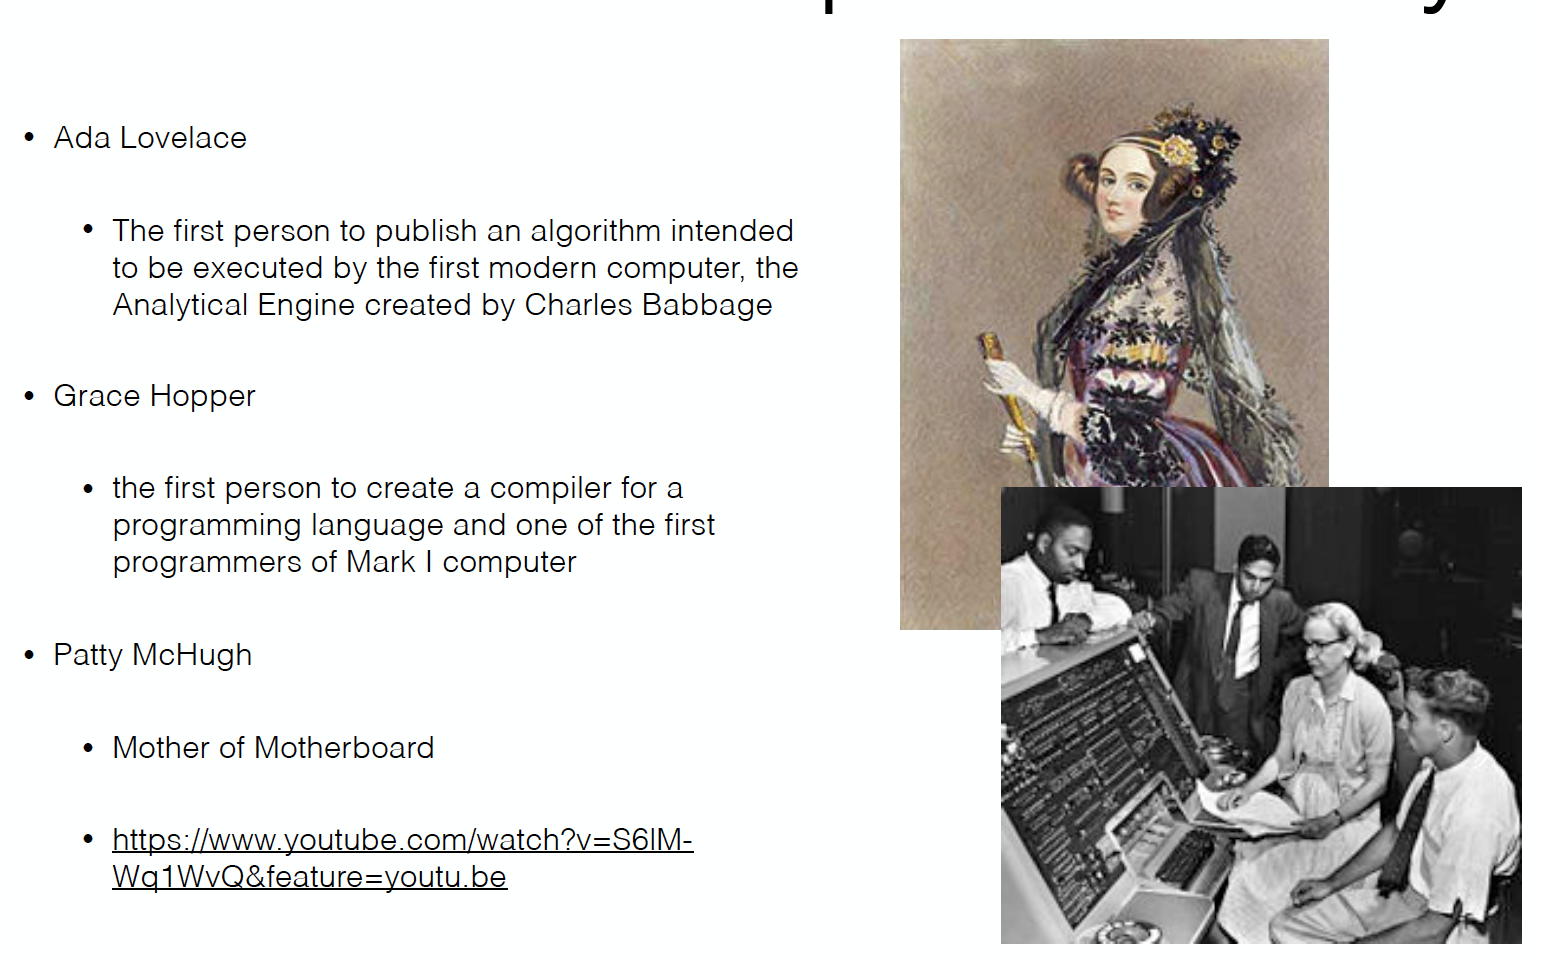 • Ada Lovelace
• The first person to publish an algorithm intended
to be executed by the first modern computer, the
Analytical Engine created by Charles Babbage
• Grace Hopper
• the first person to create a compiler for a
programming language and one of the first
programmers of Mark I computer
• Patty McHugh
• Mother of Motherboard
• https://www.youtube.com/watch?v=S6lM-
Wq1WvQ&feature=youtu.be